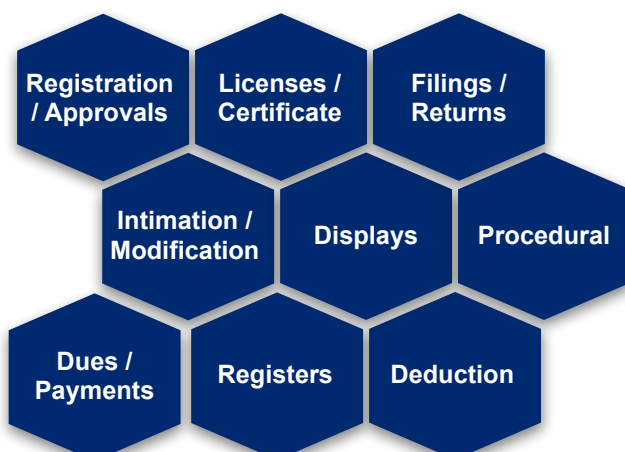 Registration
/ Approvals
Licenses /
Certificate
Filings /
Returns
Intimation /
Modification
Displays
Procedural
Dues /
Payments
Registers
Deduction